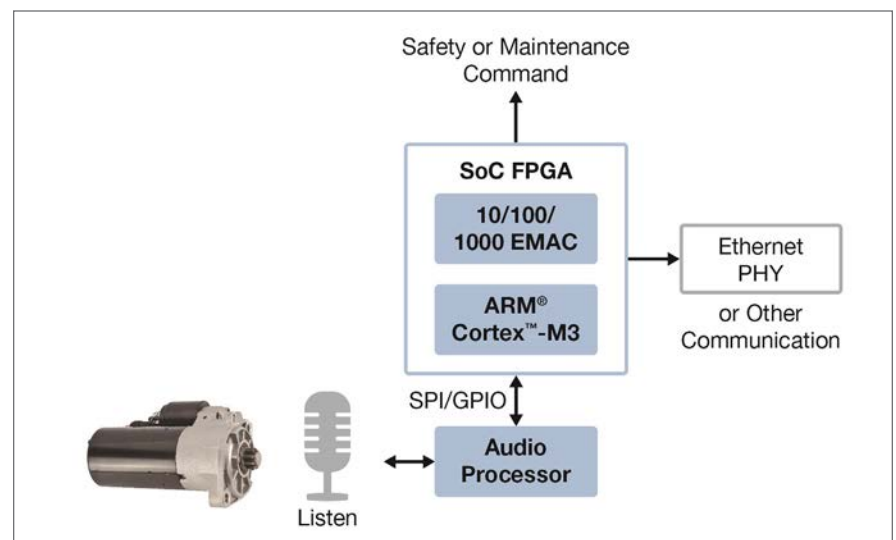 Safety or Maintenance
Command
SoC FPGA
10/100/
1000 EMAC
Ethernet
PHY
ARM®
Cortex™-M3
or Other
Communication
SPI/GPIO
Audio
Processor
Listen